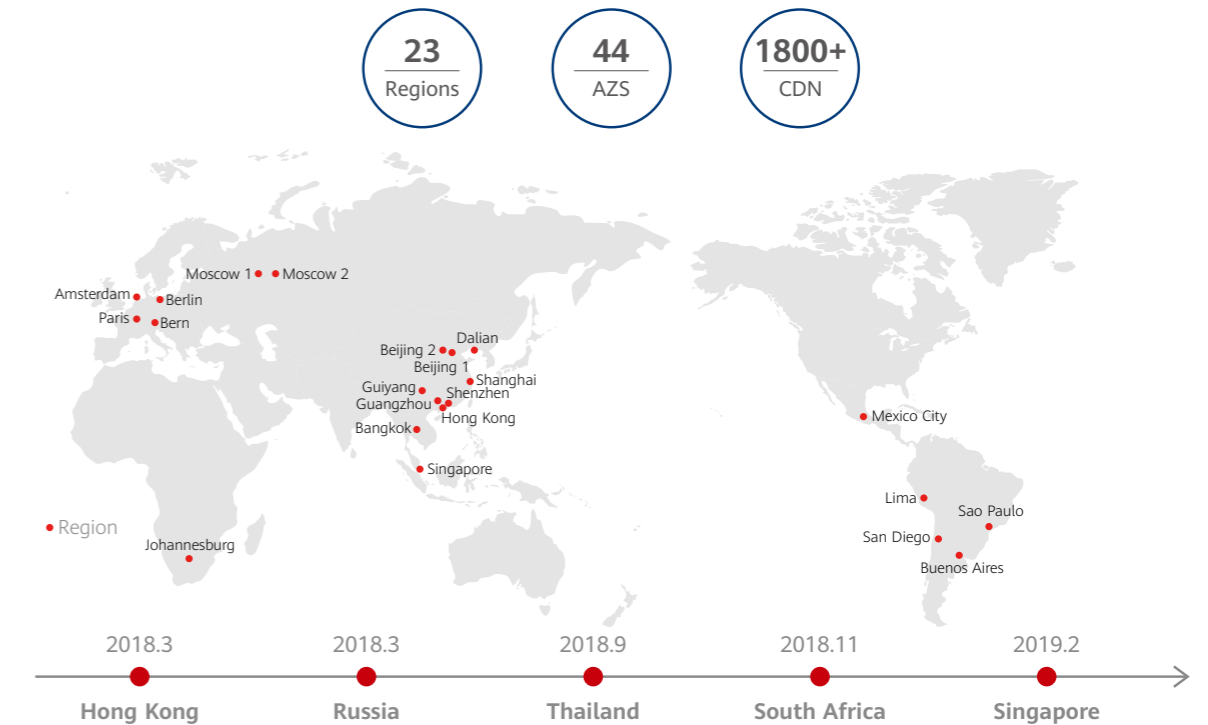 23
Regions
44
AZS
1800+
CDN
Moscow 1
Moscow 2
Amsterdam
Berlin
Paris
Bern
Dalian
Beijing 2
Beijing 1
Shanghai
Guiyang
Shenzhen
Guangzhou
Hong Kong
Bangkok
Singapore
Mexico City
Lima
Sao Paulo
San Diego
Buenos Aires
Region
Johannesburg
2018.3
2018.3
2018.9
2018.11
2019.2
Hong Kong
Russia
Thailand
South Africa
Singapore